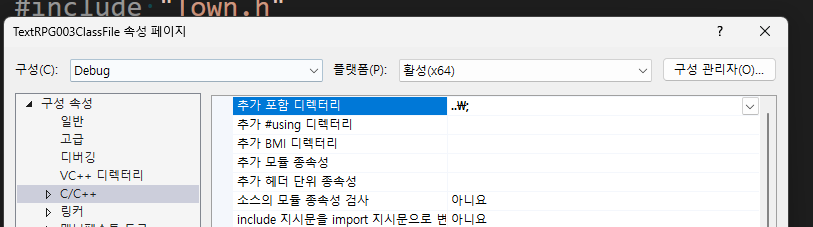 #include "Town.h"
TextRPG003ClassFile 속성 페이지
? ×
구성(C): Debug 플랫폼(P): 활성(x64) 구성 관리자(O)...
구성 속성
일반
고급
디버깅
VC++ 디렉터리
C/C++
링커
추가 포함 디렉터리 ..₩;
추가 #using 디렉터리
추가 BMI 디렉터리
추가 모듈 종속성
추가 헤더 단위 종속성
소스의 모듈 종속성 검사 아니요
include 지시문을 import 지시문으로 변 아니요